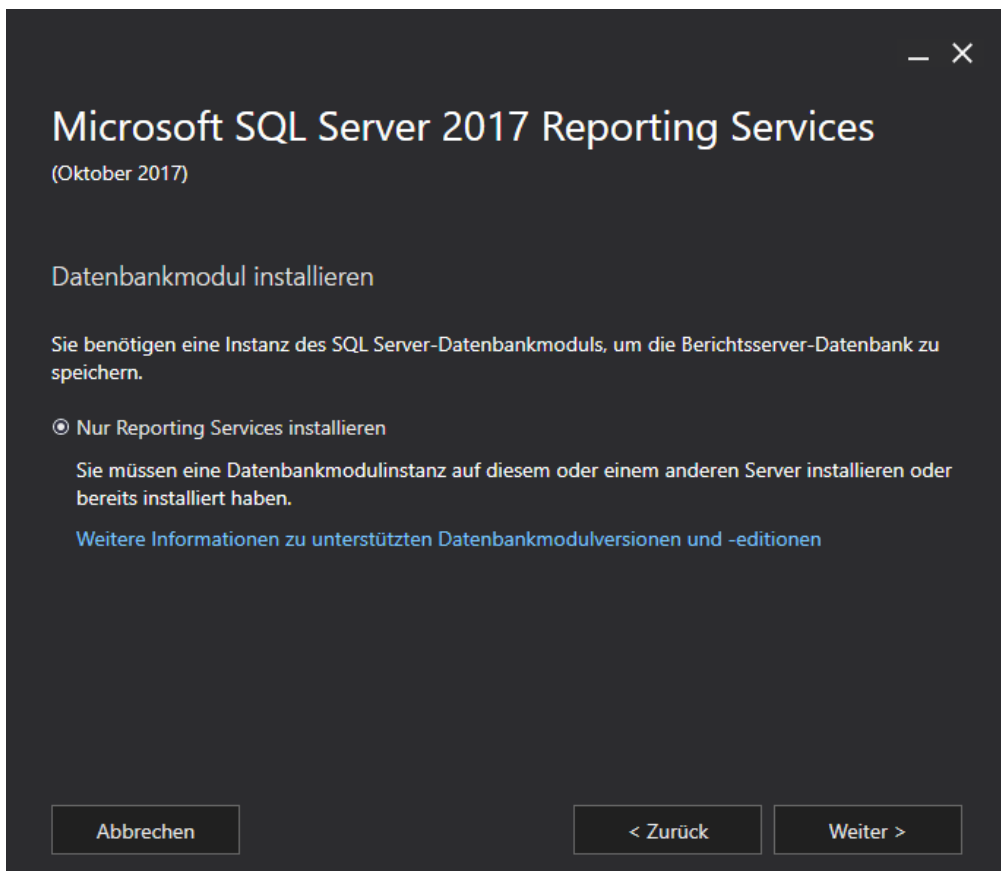 Microsoft SQL Server 2017 Reporting Services
(Oktober 2017)
Datenbankmodul installieren
Sie benötigen eine Instanz des SQL Server-Datenbankmoduls, um die Berichtsserver-Datenbank zu
speichern.
Nur Reporting Services installieren
Sie müssen eine Datenbankmodulinstanz auf diesem oder einem anderen Server installieren oder
bereits installiert haben.
Weitere Informationen zu unterstützten Datenbankmodulversionen und -editionen
Abbrechen
< Zurück
Weiter >